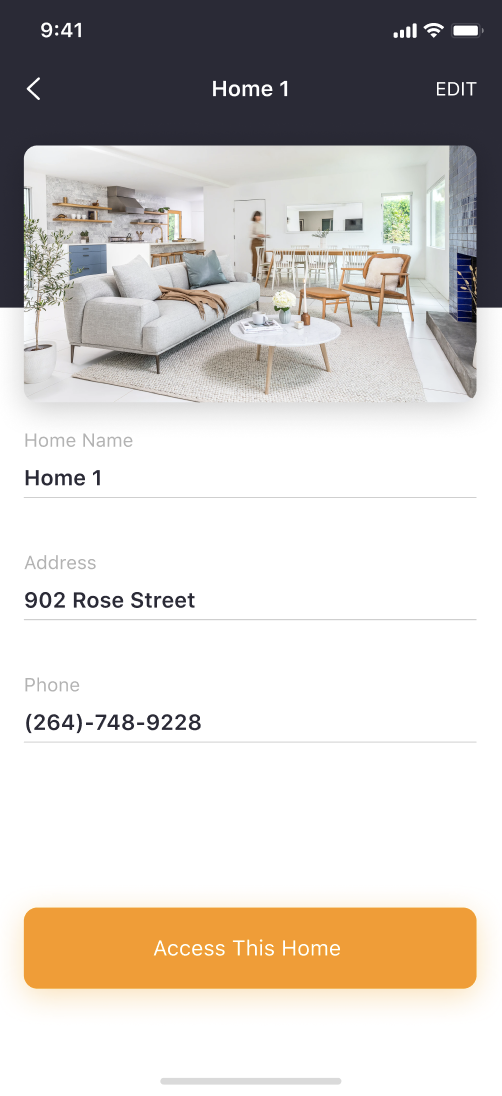 9:41
Home 1
EDIT
Home Name
Home 1
Address
902 Rose Street
Phone
(264)-748-9228
Access This Home